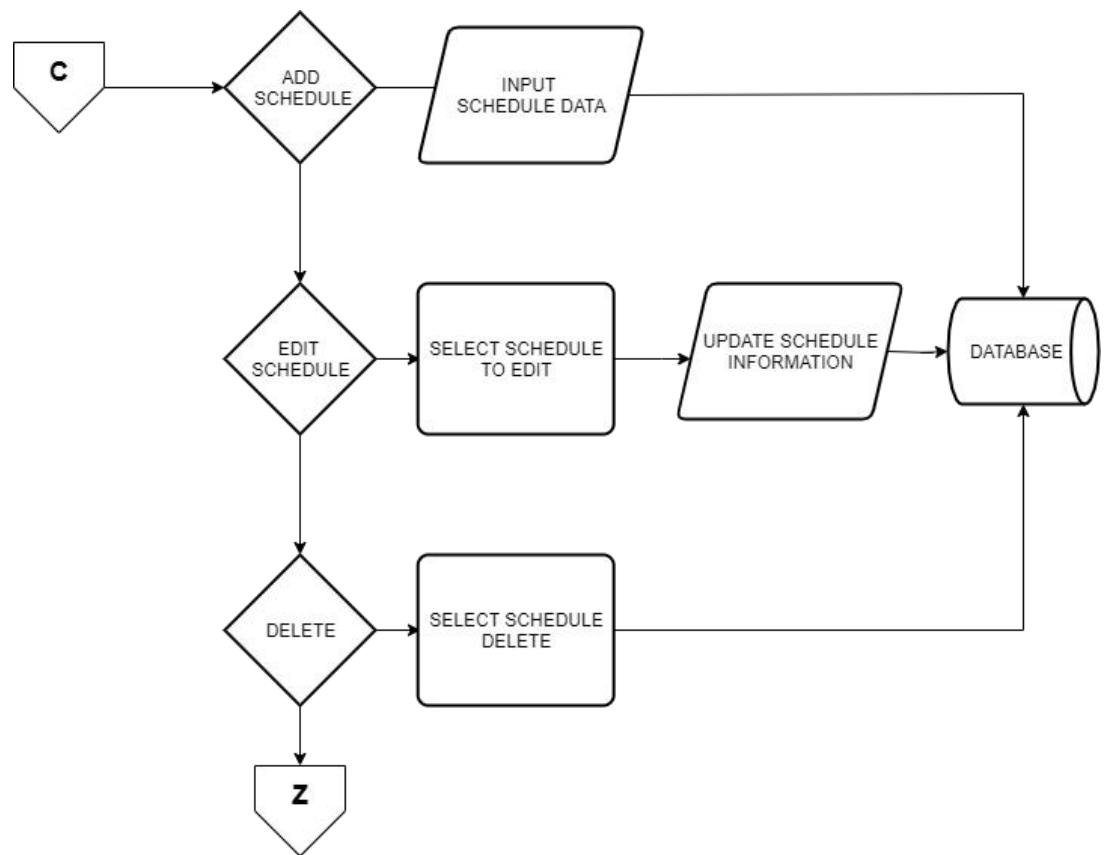 C
ADD
SCHEDULE
INPUT
SCHEDULE DATA
EDIT
SCHEDULE
SELECT SCHEDULE
TO EDIT
UPDATE SCHEDULE
INFORMATION
DATABASE
DELETE
SELECT SCHEDULE
DELETE
Z